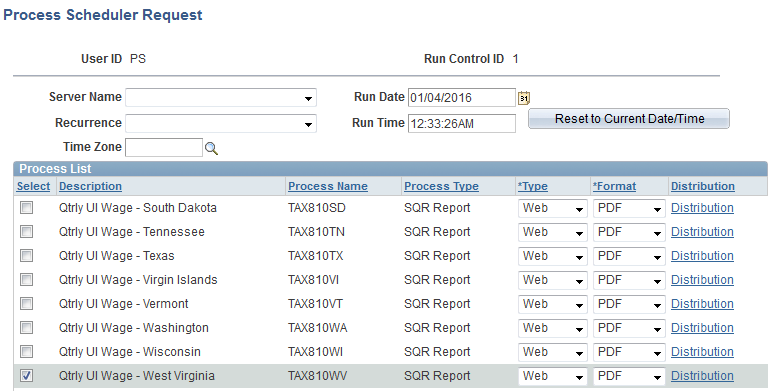 Process Scheduler Request
User ID PS Run Control ID 1
Server Name Run Date 01/04/2016 31
Recurrence Run Time 12:33:26AM Reset to Current Date/Time
Time Zone
Process List
Select Description Process Name Process Type *Type *Format Distribution
Qtrly UI Wage - South Dakota TAX810SD SQR Report Web PDF Distribution
Qtrly UI Wage - Tennessee TAX810TN SQR Report Web PDF Distribution
Qtrly UI Wage - Texas TAX810TX SQR Report Web PDF Distribution
Qtrly UI Wage - Virgin Islands TAX810VI SQR Report Web PDF Distribution
Qtrly UI Wage - Vermont TAX810VT SQR Report Web PDF Distribution
Qtrly UI Wage - Washington TAX810WA SQR Report Web PDF Distribution
Qtrly UI Wage - Wisconsin TAX810WI SQR Report Web PDF Distribution
Qtrly UI Wage - West Virginia TAX810WV SQR Report Web PDF Distribution